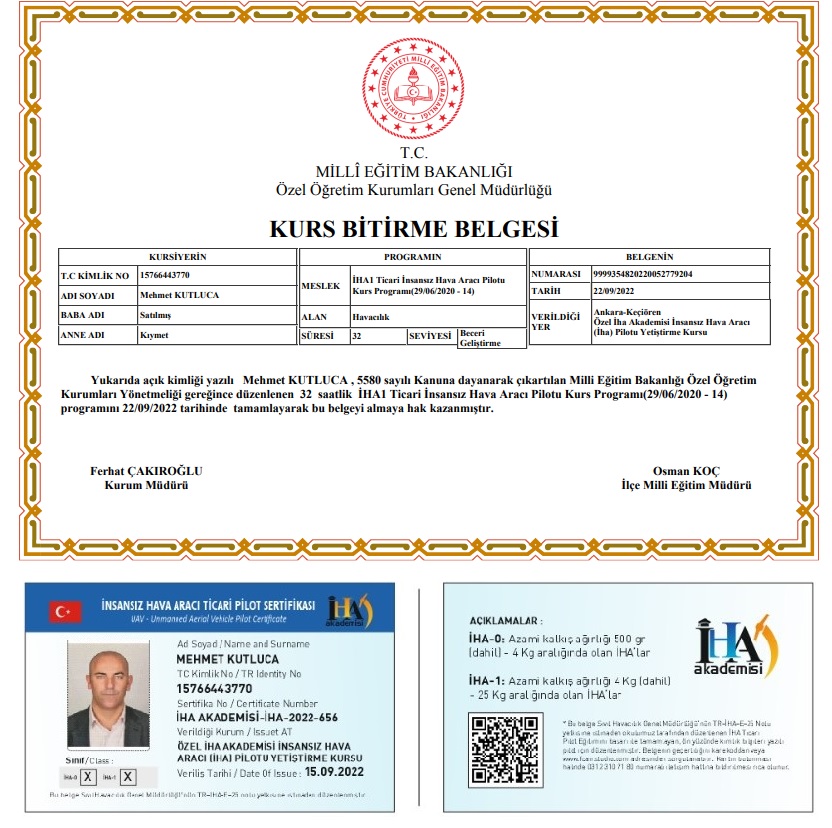 TÜRKİYE CUMHURİYETİ MİLLÎ EĞİTİM BAKANLIĞI
T.C.
MİLLÎ EĞİTİM BAKANLIĞI
Özel Öğretim Kurumları Genel Müdürlüğü
KURS BİTİRME BELGESİ
KURSİYERİN
T.C KİMLİK NO 15766443770
ADI SOYADI Mehmet KUTLUCA
BABA ADI Satılmış
ANNE ADI Kıymet
PROGRAMIN
MESLEK İHA1 Ticari İnsansız Hava Aracı Pilotu
Kurs Programı(29/06/2020 - 14)
ALAN Havacılık
SÜRESİ 32 SEVİYESİ Beceri
Geliştirme
BELGENİN
NUMARASI 9999354820220052779204
TARİH 22/09/2022
VERİLDİĞİ YER Ankara-Keçiören
Özel İha Akademisi İnsansız Hava Aracı
(İha) Pilotu Yetiştirme Kursu
Yukarıda açık kimliği yazılı Mehmet KUTLUCA , 5580 sayılı Kanuna dayanarak çıkartılan Milli Eğitim Bakanlığı Özel Öğretim
Kurumları Yönetmeliği gereğince düzenlenen 32 saatlik İHA1 Ticari İnsansız Hava Aracı Pilotu Kurs Programı(29/06/2020 - 14)
programını 22/09/2022 tarihinde tamamlayarak bu belgeyi almaya hak kazanmıştır.
Ferhat ÇAKIROĞLU
Kurum Müdürü
Osman KOÇ
İlçe Milli Eğitim Müdürü
İNSANSIZ HAVA ARACI TİCARİ PİLOT SERTİFİKASI
UAV - Unmanned Aerial Vehicle Pilot Certificate
İHA
akademisi
Ad Soyad / Name and Surname
MEHMET KUTLUCA
TC Kimlik No / TR Identity No
15766443770
Sertifika No / Certificate Number
İHA AKADEMİSİ-İHA-2022-656
Verildiği Kurum / Issuet AT
ÖZEL İHA AKADEMİSİ İNSANSIZ HAVA
ARACI (İHA) PİLOTU YETİŞTİRME KURSU
Veriliş Tarihi / Date Of Issue : 15.09.2022
Sınıf/Class :
İHA-0 X İHA-1 X
Bu belge Sivil Havacılık Genel Müdürlüğü'nün TR-İHA-E-25 nolu yetkisine istinaden düzenlenmiştir.
AÇIKLAMALAR :
İHA-0: Azami kalkış ağırlığı 500 gr
(dahil) - 4 Kg aralığında olan İHA'lar
İHA-1: Azami kalkış ağırlığı 4 Kg (dahil)
- 25 Kg aralığında olan İHA'lar
İHA
akademisi
* Bu belge Sivil Havacılık Genel Müdürlüğü'nün TR-İHA-E-25 Nolu
yetkisine istinaden okulumuz tarafından düzenlenen İHA Ticari
Pilot Eğitimini başarı ile tamamlayan, ön yüzünde kimlik bilgileri yazılı
pilot için düzenlenmiştir. Belgenin geçerliliği karekoddan veya
adresinden sorgulanabilir. Kartın bulunması
halinde 0312 310 71 80 numaralı iletişim hattına bildirilmesi rica olunur.